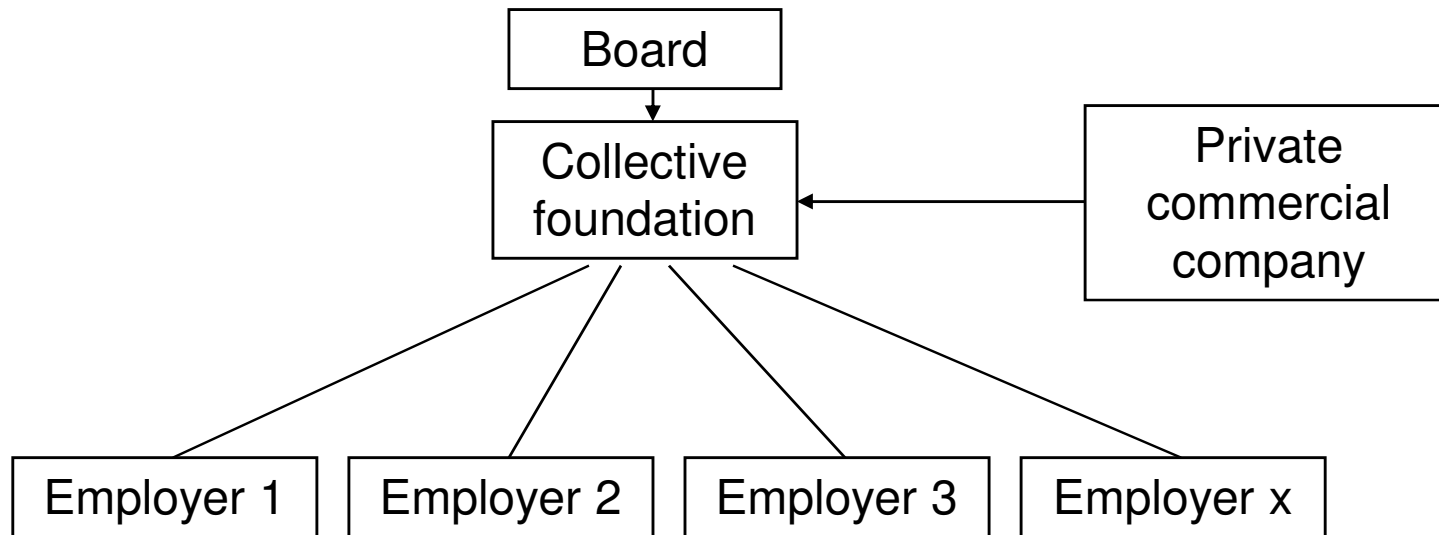 Board
Collective
foundation
Private
commercial
company
Employer 1
Employer 2
Employer 3
Employer x